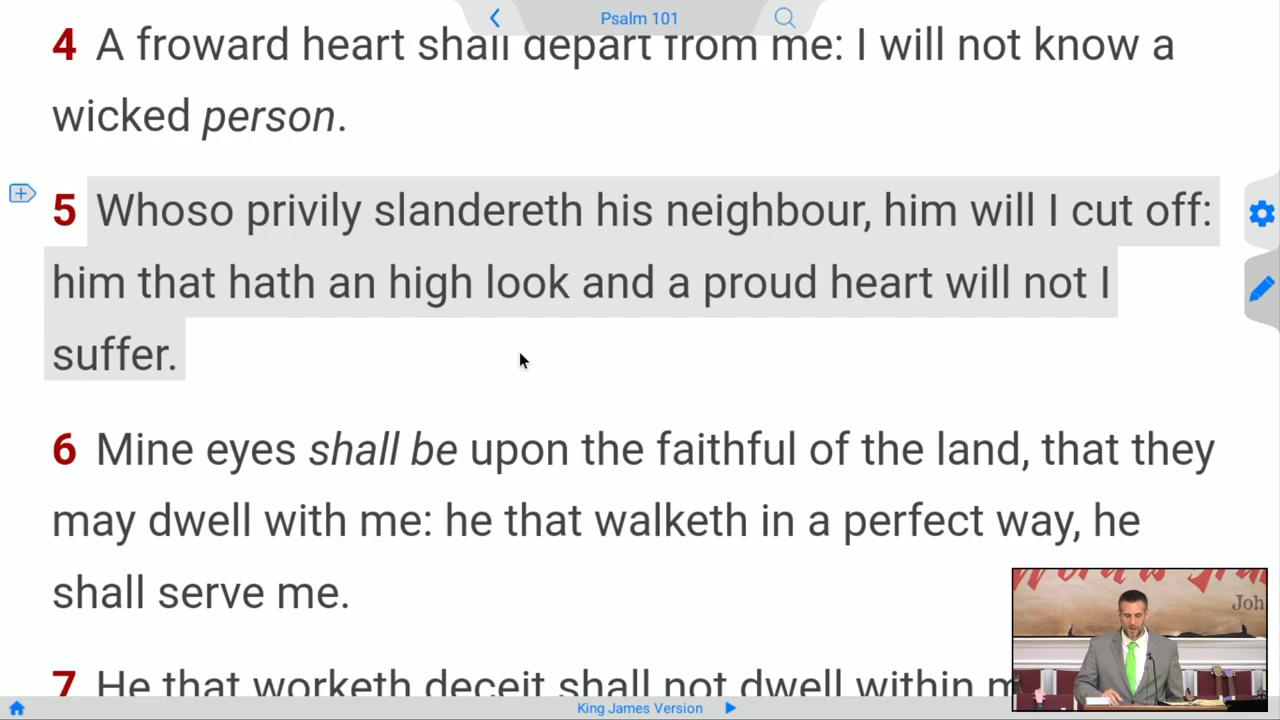 Psalm 101
4 A froward heart shall depart from me: I will not know a
wicked person.
5 Whoso privily slandereth his neighbour, him will I cut off:
him that hath an high look and a proud heart will not I
suffer.
6 Mine eyes shall be upon the faithful of the land, that they
may dwell with me: he that walketh in a perfect way, he
shall serve me.
7 He that worketh deceit shall not dwell within
Word is
Joh
King James Version